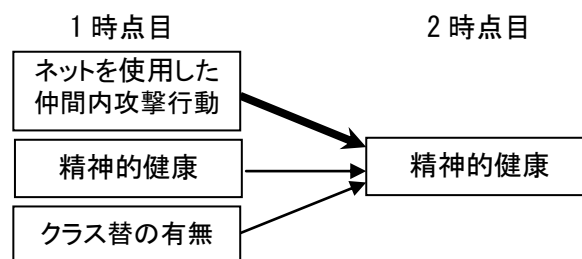 1時点目
2時点目
ネットを使用した
仲間内攻撃行動
精神的健康
精神的健康
クラス替の有無